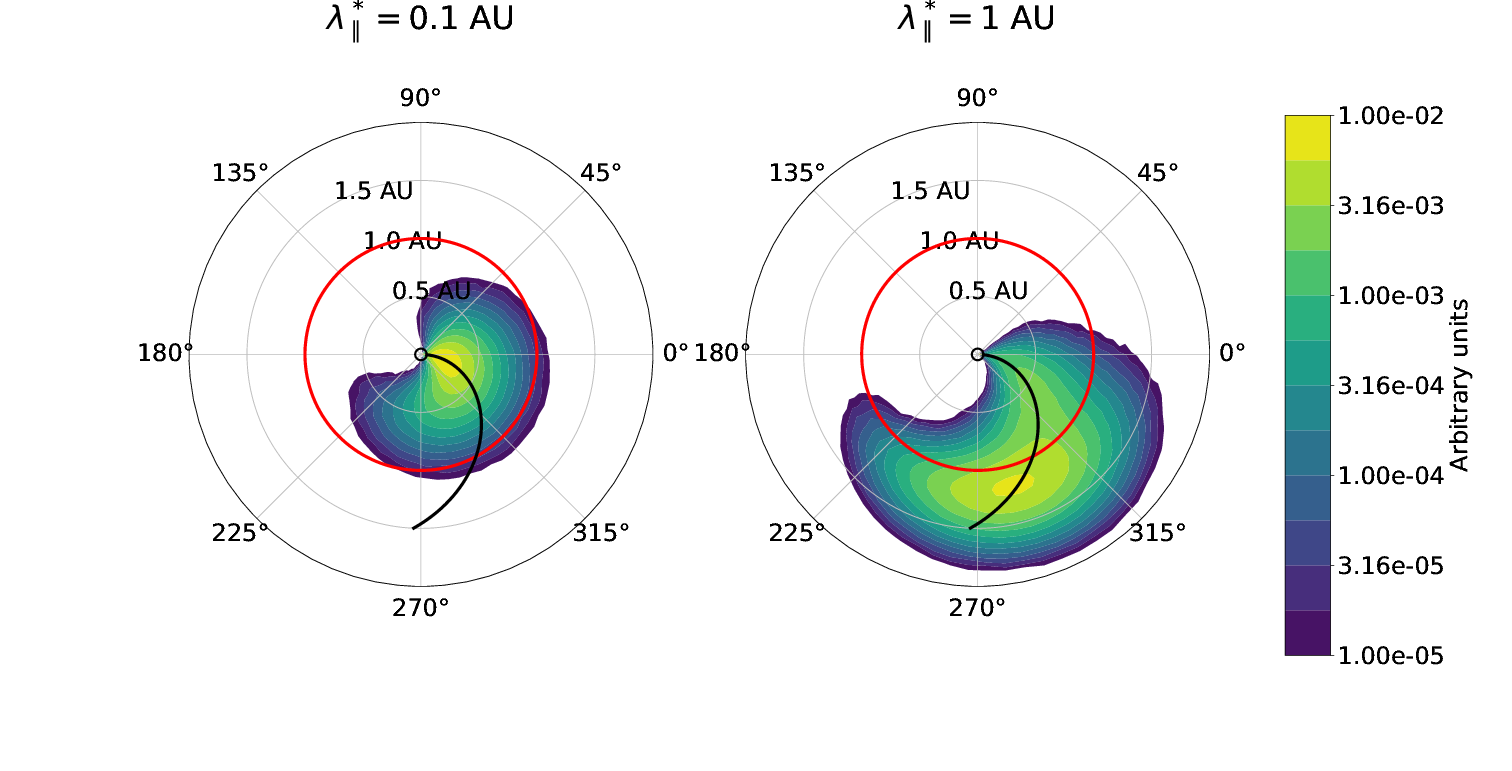 λ*∥ = 0.1 AU
λ*∥ = 1 AU
90°
135°
45°
1.5 AU
1.0 AU
0.5 AU
180°
0°
225°
315°
270°
90°
135°
45°
1.5 AU
1.0 AU
0.5 AU
180°
0°
225°
315°
270°
1.00e-02
3.16e-03
1.00e-03
3.16e-04
1.00e-04
3.16e-05
1.00e-05
Arbitrary units